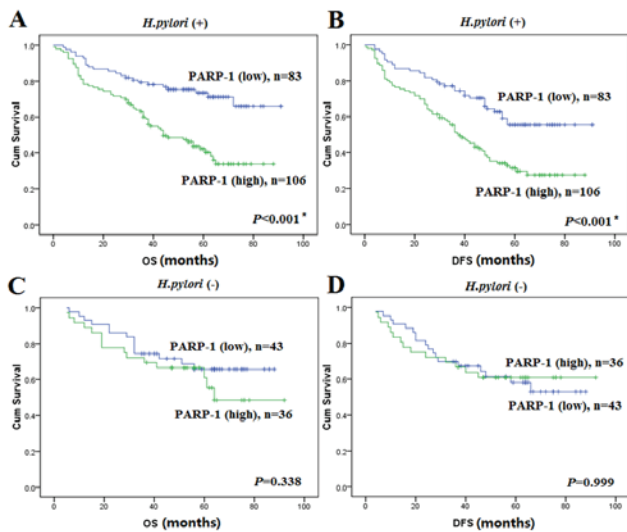 A
H.pylori (+)
Cum Survival
1.0
0.8
0.6
0.4
0.2
0.0
PARP-1 (low), n=83
PARP-1 (high), n=106
P<0.001*
0 20 40 60 80 100
OS (months)
B
H.pylori (+)
Cum Survival
1.0
0.8
0.6
0.4
0.2
0.0
PARP-1 (low), n=83
PARP-1 (high), n=106
P<0.001*
0 20 40 60 80 100
DFS (months)
C
H.pylori (-)
Cum Survival
1.0
0.8
0.6
0.4
0.2
0.0
PARP-1 (low), n=43
PARP-1 (high), n=36
P=0.338
0 20 40 60 80 100
OS (months)
D
H.pylori (-)
Cum Survival
1.0
0.8
0.6
0.4
0.2
0.0
PARP-1 (high), n=36
PARP-1 (low), n=43
P=0.999
0 20 40 60 80 100
DFS (months)